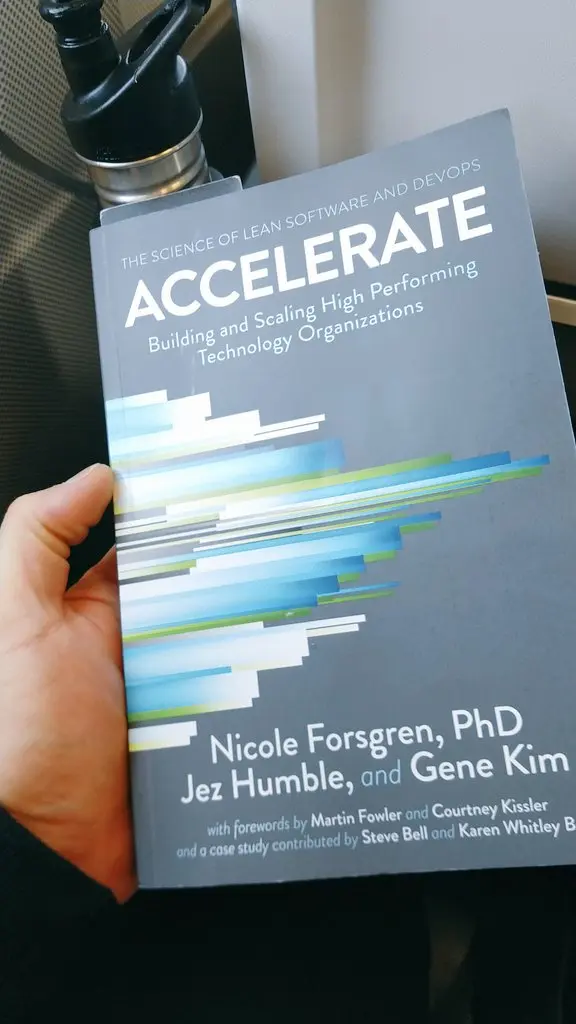 THE SCIENCE OF LEAN SOFTWARE AND DEVOPS
ACCELERATE
Building and Scaling High Performing
Technology Organizations
Nicole Forsgren, PhD
Jez Humble, and Gene Kim
with forewords by Martin Fowler and Courtney Kissler
and a case study contributed by Steve Bell and Karen Whitley B